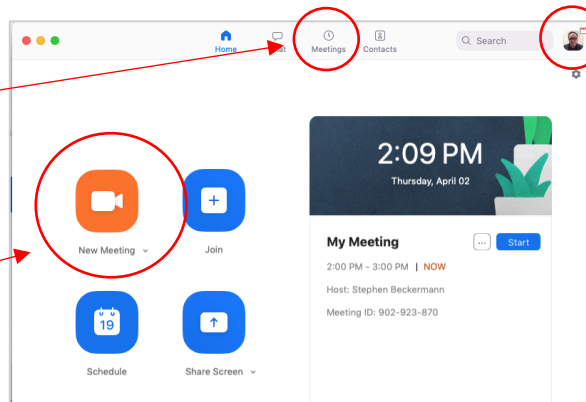 Search
Home Chat Meetings Contacts
2:09 PM
Thursday, April 02
New Meeting
Join
My Meeting
... Start
2:00 PM - 3:00 PM | NOW
Host: Stephen Beckermann
Meeting ID: 902-923-870
19
Schedule
Share Screen